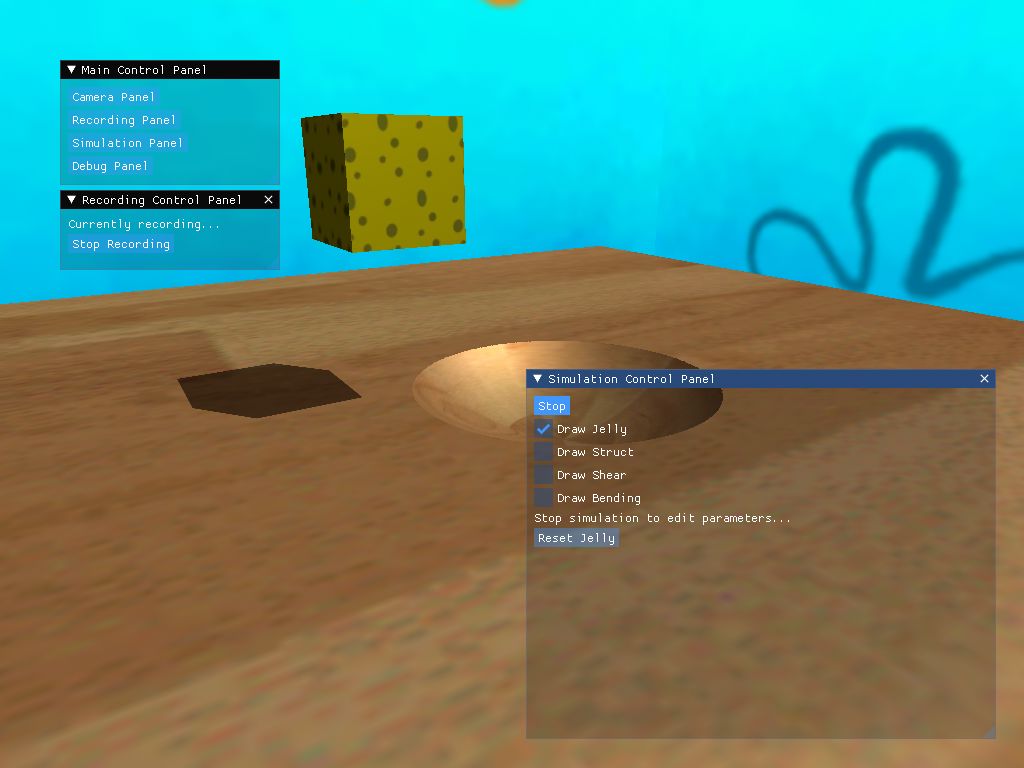 Main Control Panel
Camera Panel
Recording Panel
Simulation Panel
Debug Panel
Recording Control Panel
Currently recording...
Stop Recording
Simulation Control Panel
Stop
Draw Jelly
Draw Struct
Draw Shear
Draw Bending
Stop simulation to edit parameters...
Reset Jelly